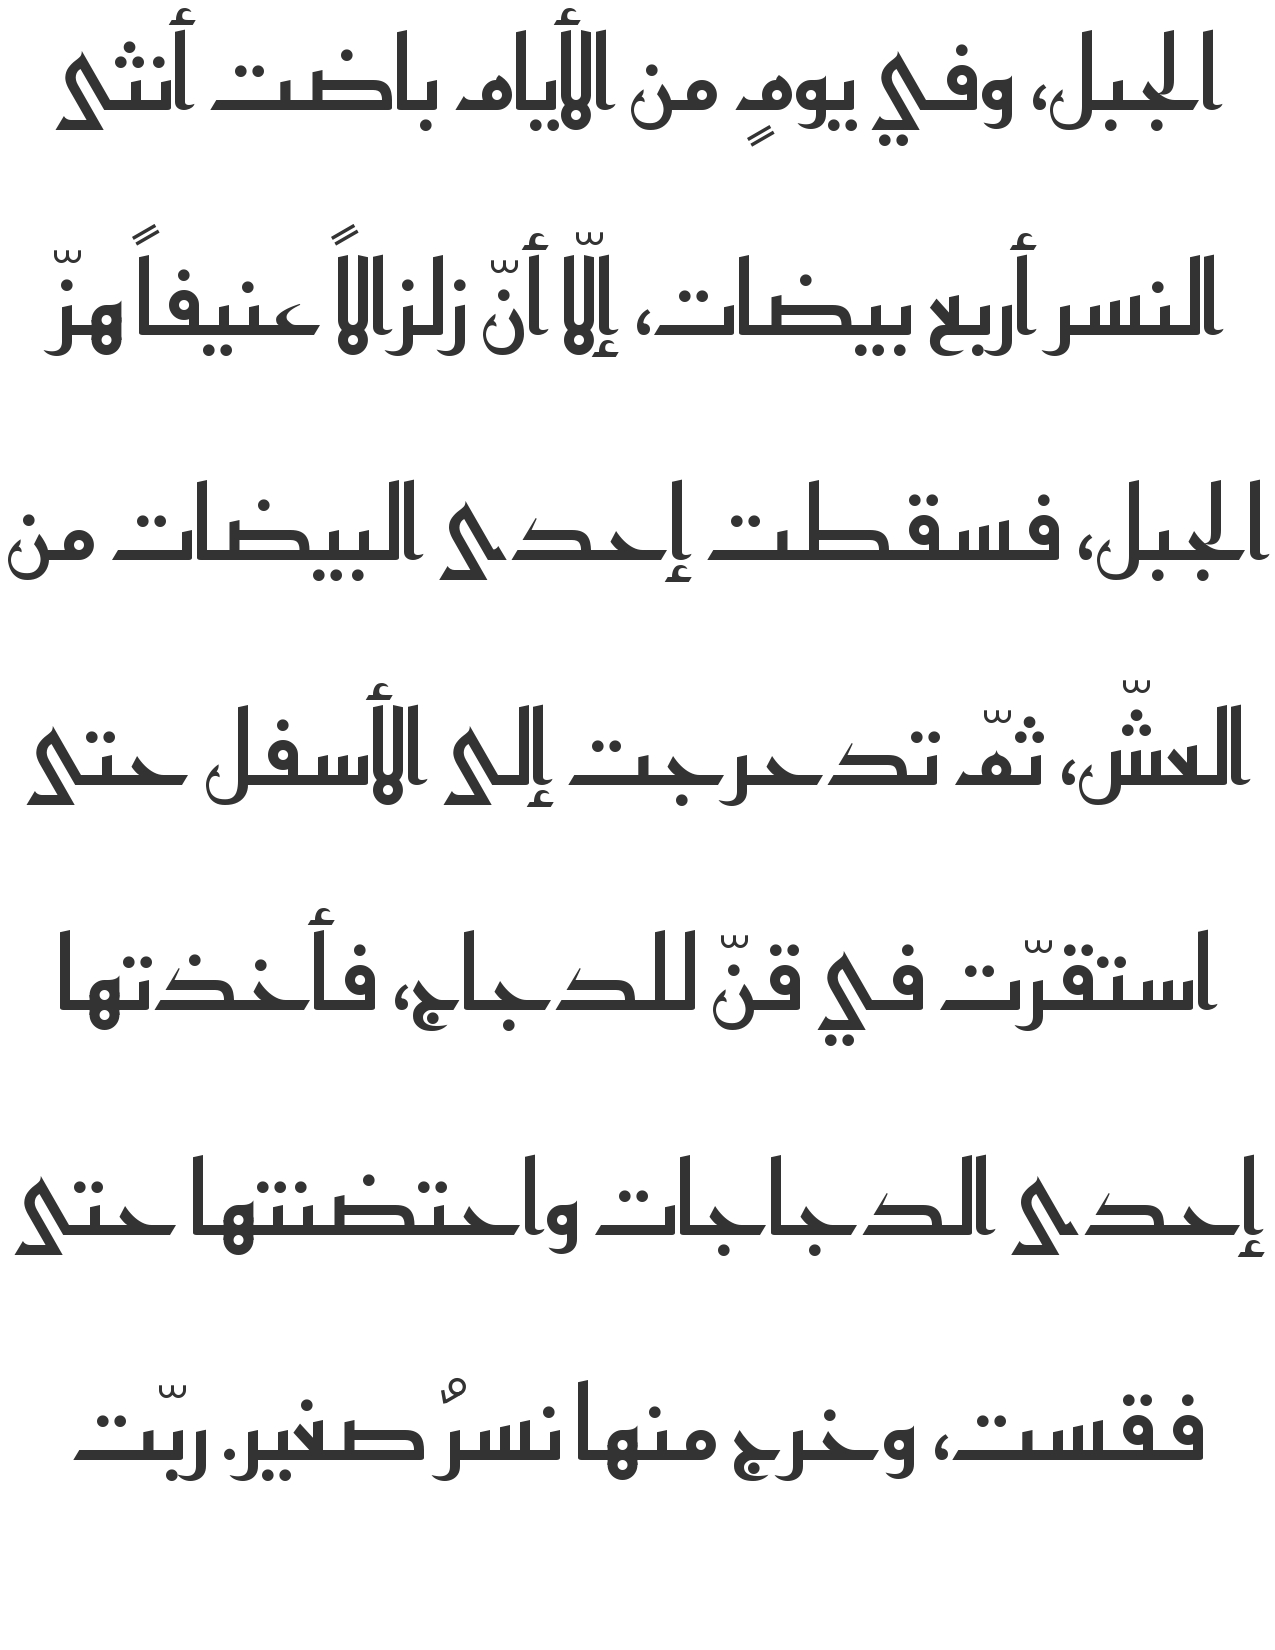 الجبل، وفي يومٍ من الأيام باضت أنثى
النسر أربع بيضات، إلّا أنّ زلزالاً عنيفاً هزّ
الجبل، فسقطت إحدى البيضات من
العشّ، ثمّ تدحرجت إلى الأسفل حتى
استقرّت في قنّ للدجاج، فأخذتها
إحدى الدجاجات واحتضنتها حتى
فقست، وخرج منها نسرٌ صغير. ربّت